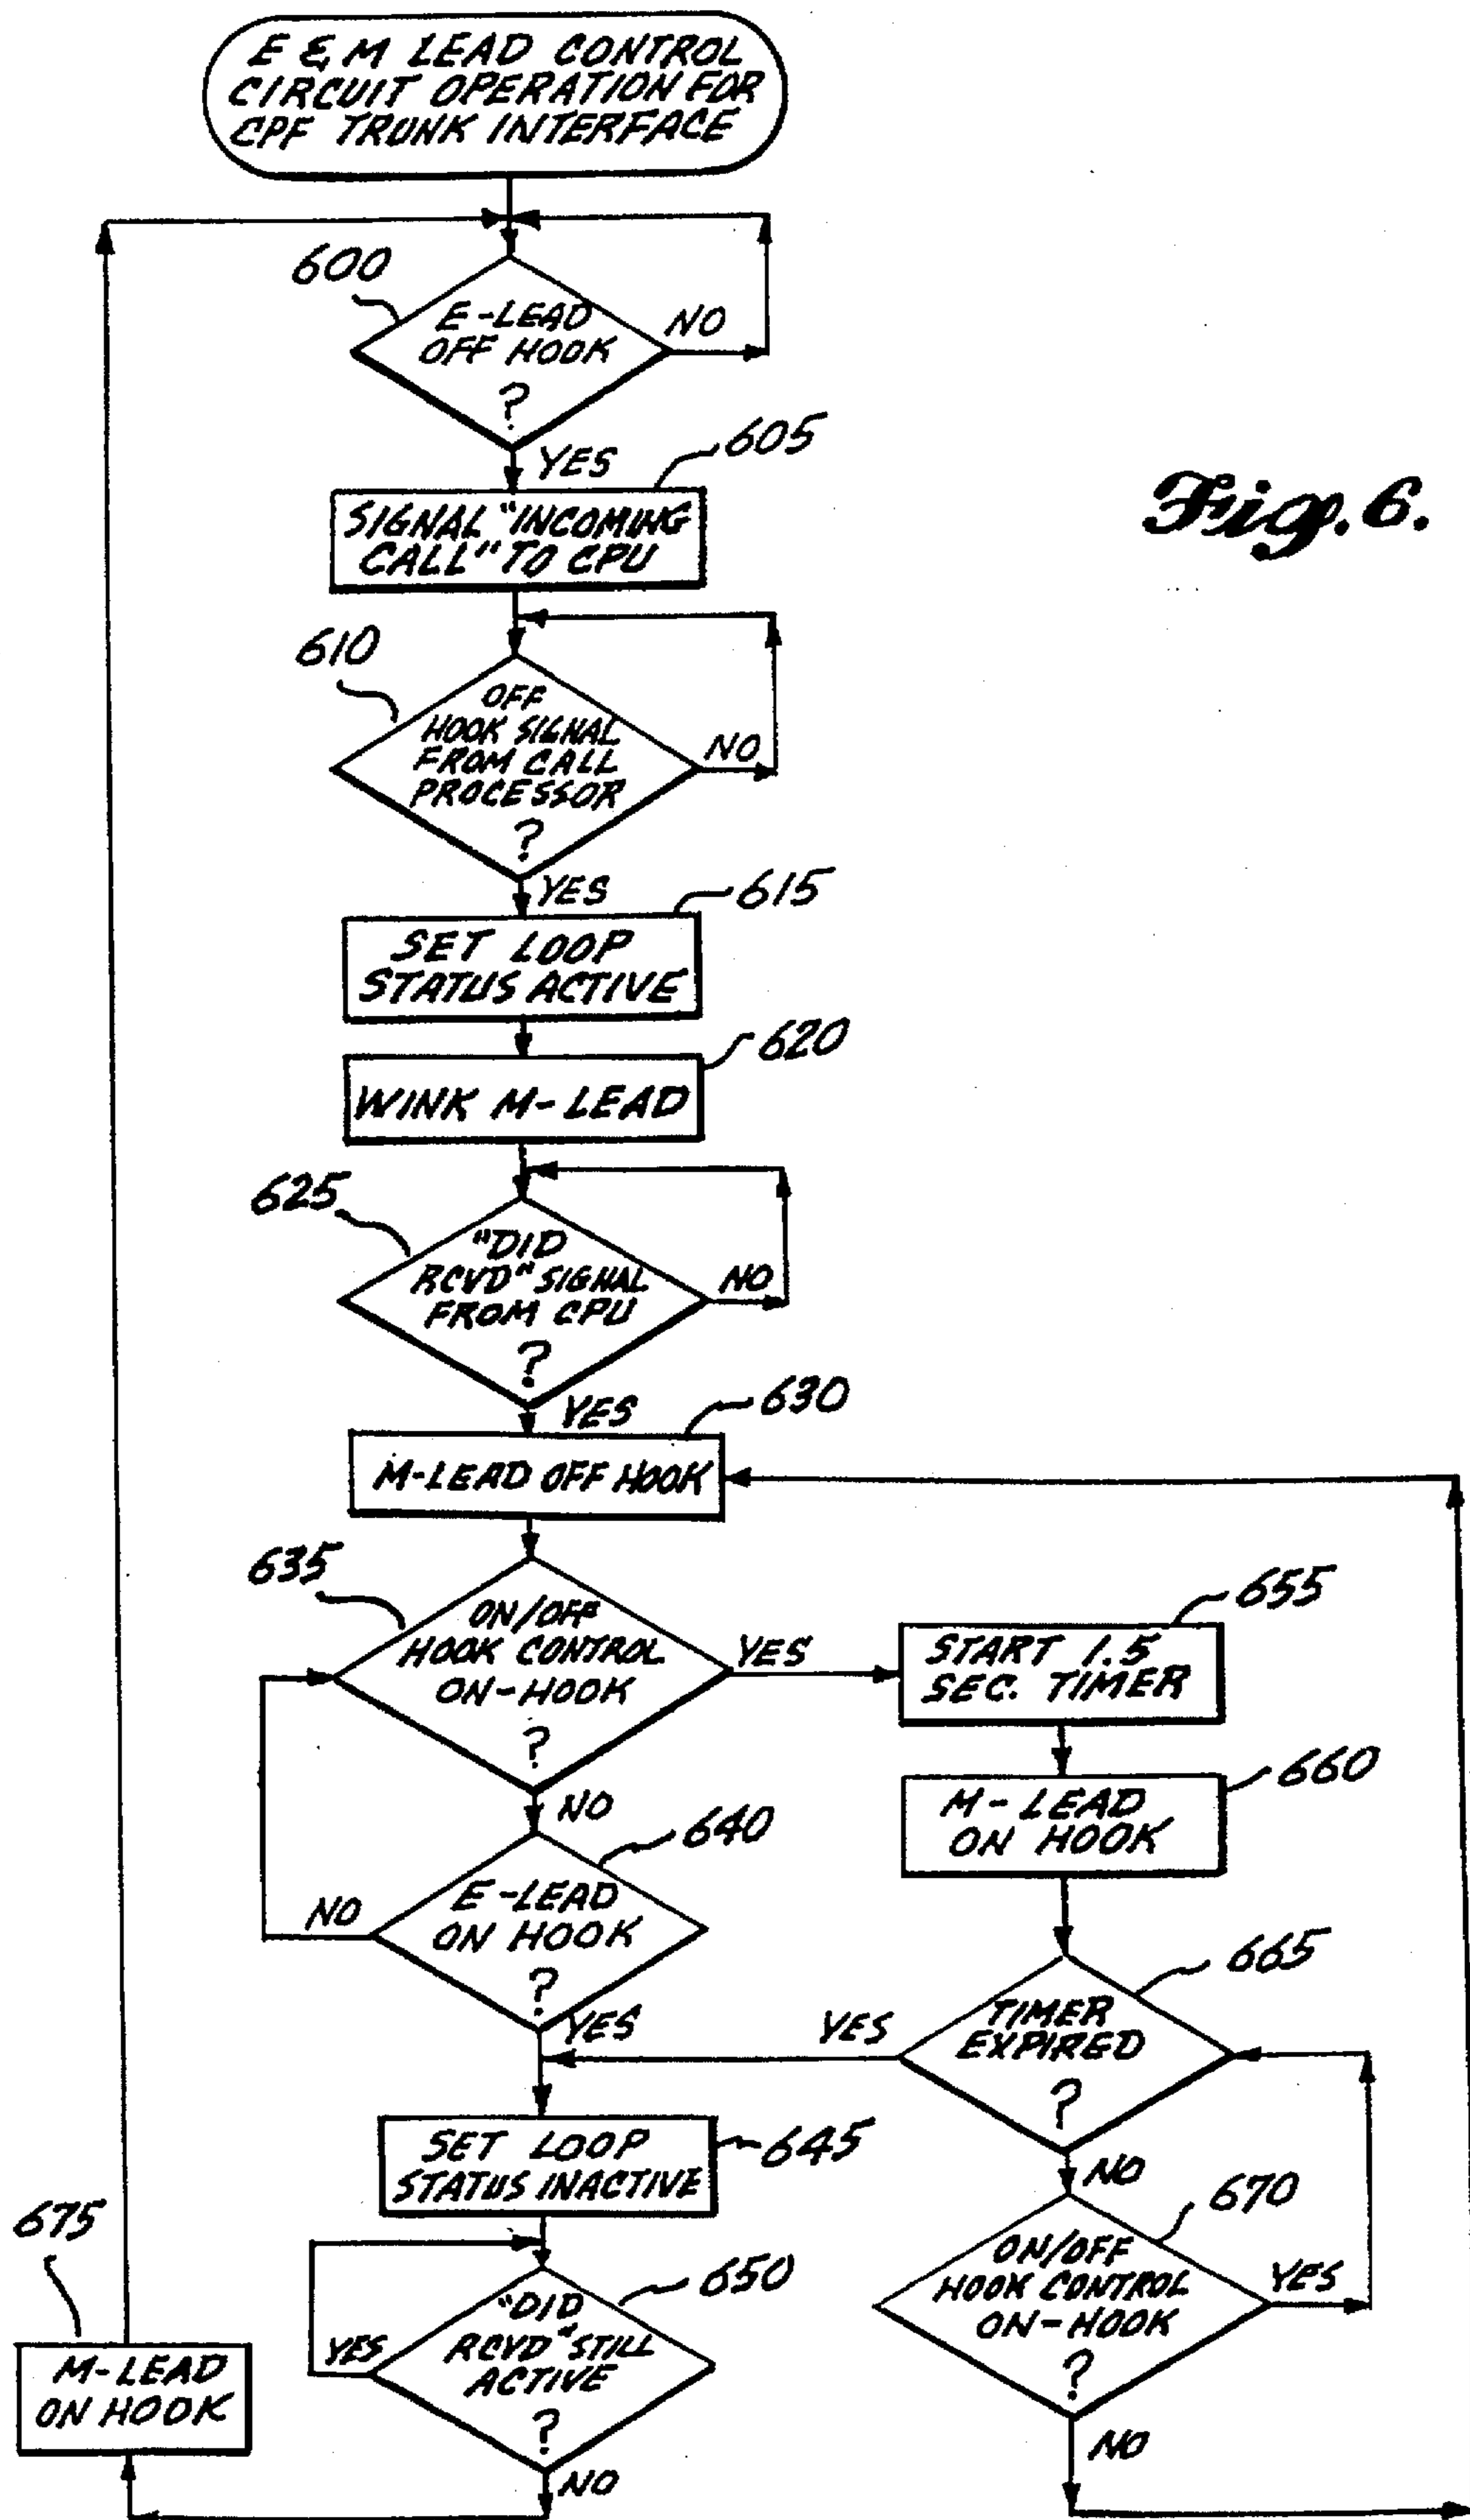 E & M LEAD CONTROL
CIRCUIT OPERATION FOR
CPF TRUNK INTERFACE
600
E-LEAD
OFF HOOK
?
NO
YES
605
SIGNAL "INCOMING
CALL" TO CPU
Fig. 6.
610
OFF
HOOK SIGNAL
FROM CALL
PROCESSOR
?
NO
YES
615
SET LOOP
STATUS ACTIVE
620
WINK M-LEAD
625
"DID
RCVD" SIGNAL
FROM CPU
?
NO
YES
630
M-LEAD OFF HOOK
635
ON/OFF
HOOK CONTROL
ON-HOOK
?
YES
NO
655
START 1.5
SEC. TIMER
660
M-LEAD
ON HOOK
640
E-LEAD
ON HOOK
?
NO
YES
665
TIMER
EXPIRED
?
YES
NO
645
SET LOOP
STATUS INACTIVE
670
ON/OFF
HOOK CONTROL
ON-HOOK
?
YES
NO
650
"DID
RCVD" STILL
ACTIVE
?
YES
NO
675
M-LEAD
ON HOOK